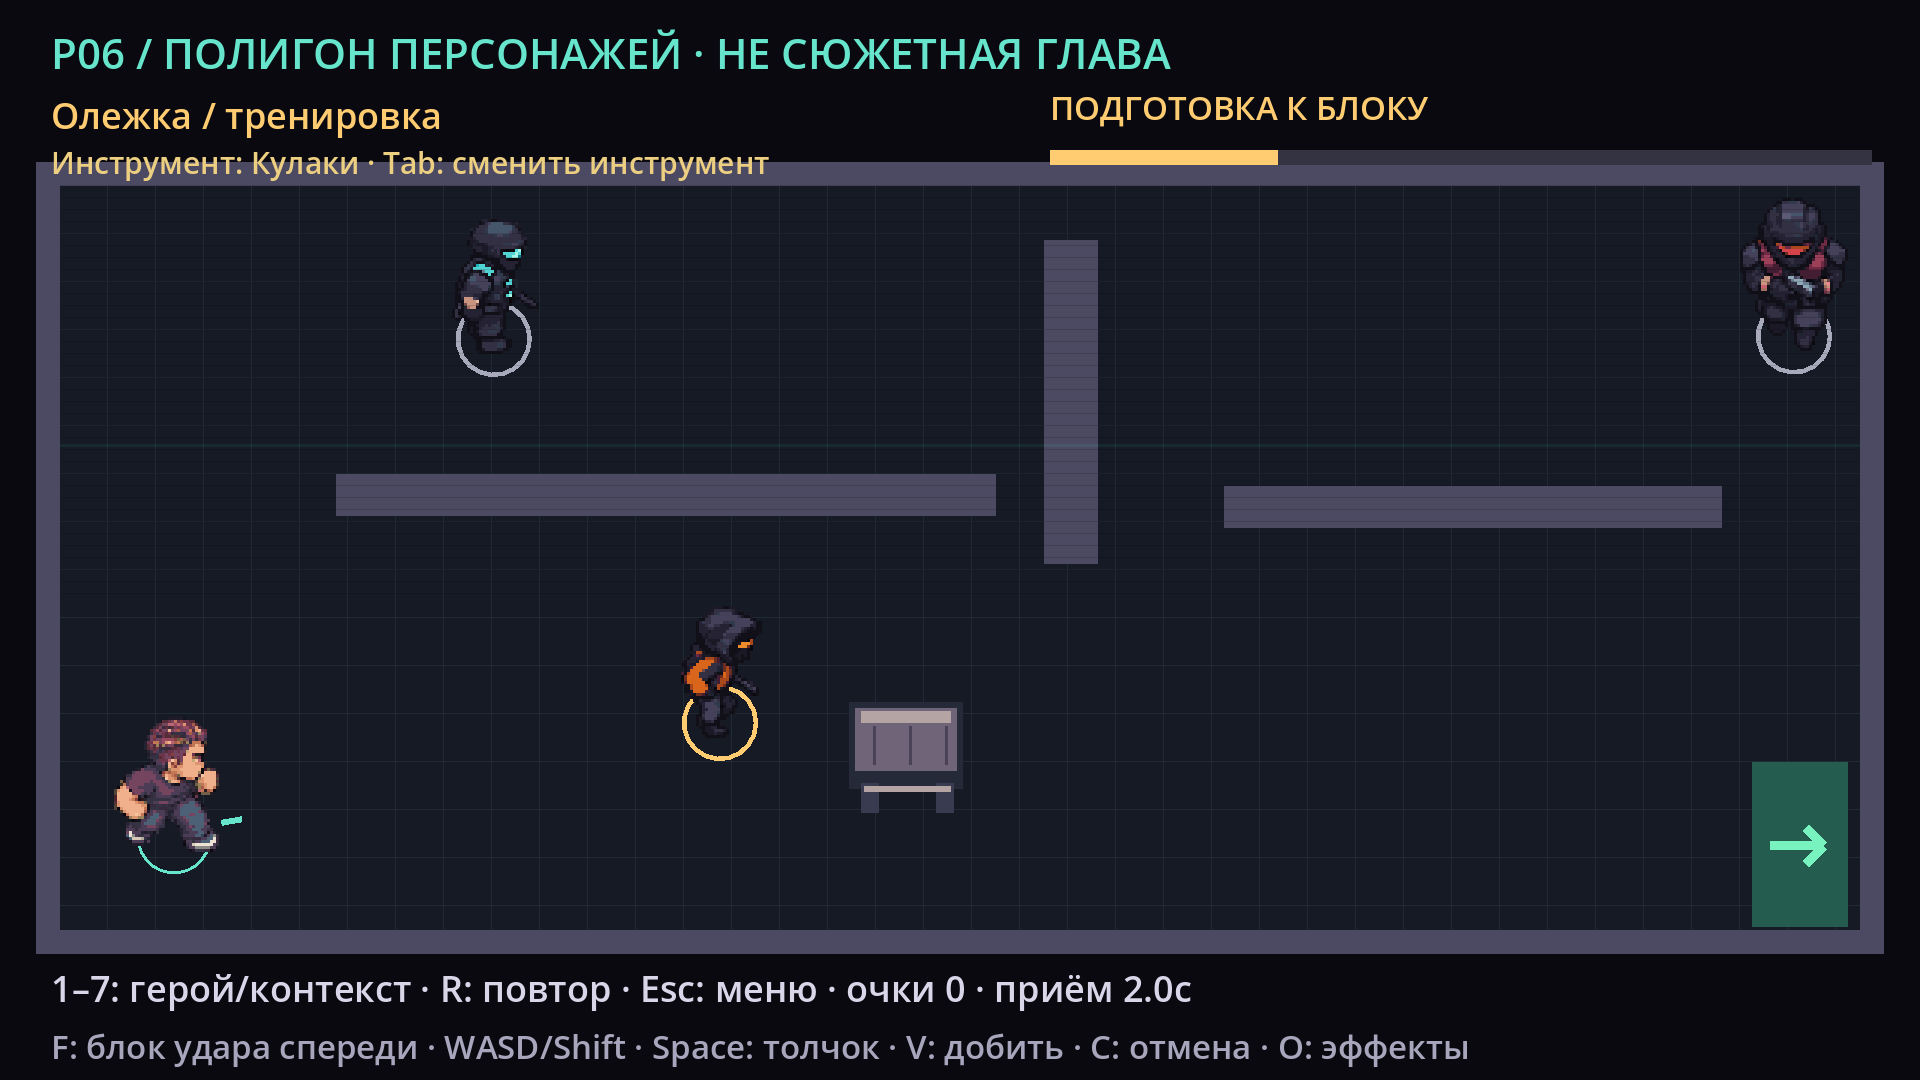 P06 / ПОЛИГОН ПЕРСОНАЖЕЙ · НЕ СЮЖЕТНАЯ ГЛАВА
Олежка / тренировка
ПОДГОТОВКА К БЛОКУ
Инструмент: Кулаки · Tab: сменить инструмент
1–7: герой/контекст · R: повтор · Esc: меню · очки 0 · приём 2.0с
F: блок удара спереди · WASD/Shift · Space: толчок · V: добить · C: отмена · O: эффекты